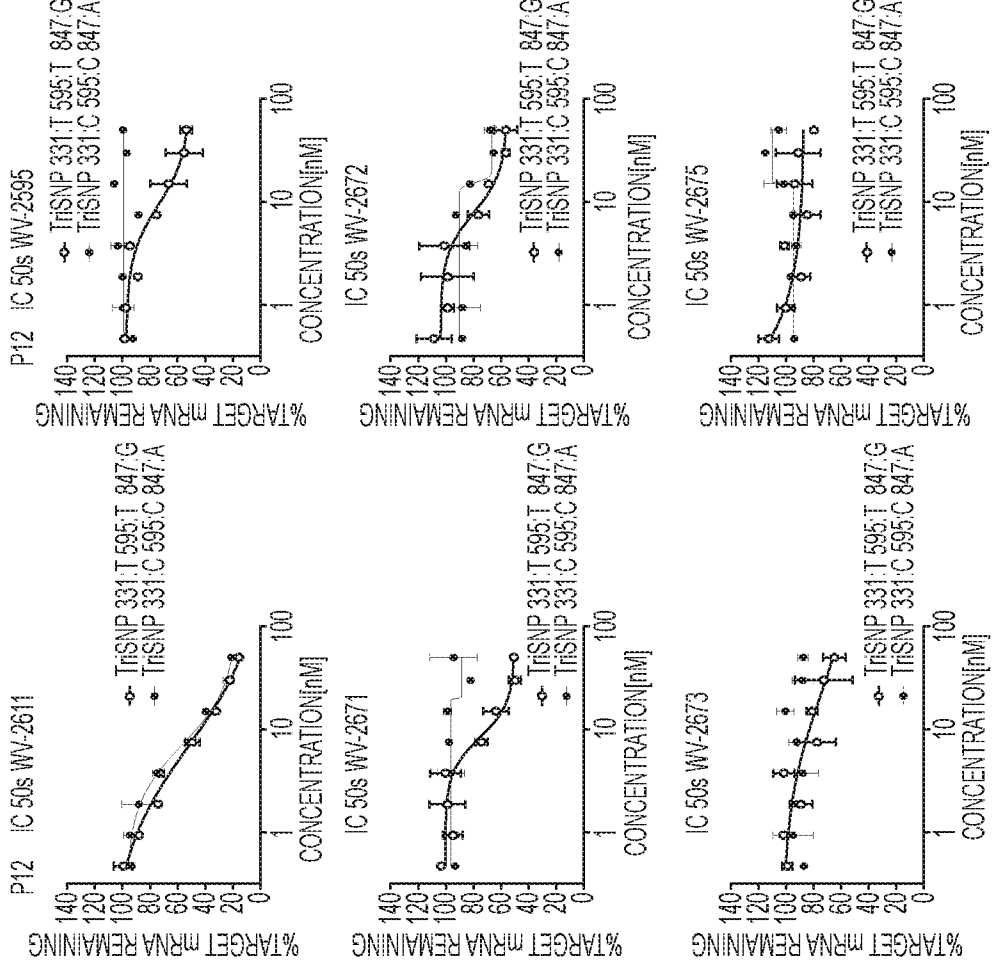 P12 IC 50s WV-2611
%TARGET mRNA REMAINING
140
120
100
80
60
40
20
0
1
10
100
CONCENTRATION[nM]
TriSNP 331:T 595:T 847:G
TriSNP 331:C 595:C 847:A
P12 IC 50s WV-2595
%TARGET mRNA REMAINING
140
120
100
80
60
40
20
0
1
10
100
CONCENTRATION[nM]
TriSNP 331:T 595:T 847:G
TriSNP 331:C 595:C 847:A
IC 50s WV-2671
%TARGET mRNA REMAINING
140
120
100
80
60
40
20
0
1
10
100
CONCENTRATION[nM]
TriSNP 331:T 595:T 847:G
TriSNP 331:C 595:C 847:A
IC 50s WV-2672
%TARGET mRNA REMAINING
140
120
100
80
60
40
20
0
1
10
100
CONCENTRATION[nM]
TriSNP 331:T 595:T 847:G
TriSNP 331:C 595:C 847:A
IC 50s WV-2673
%TARGET mRNA REMAINING
140
120
100
80
60
40
20
0
1
10
100
CONCENTRATION[nM]
TriSNP 331:T 595:T 847:G
TriSNP 331:C 595:C 847:A
IC 50s WV-2675
%TARGET mRNA REMAINING
140
120
100
80
60
40
20
0
1
10
100
CONCENTRATION[nM]
TriSNP 331:T 595:T 847:G
TriSNP 331:C 595:C 847:A